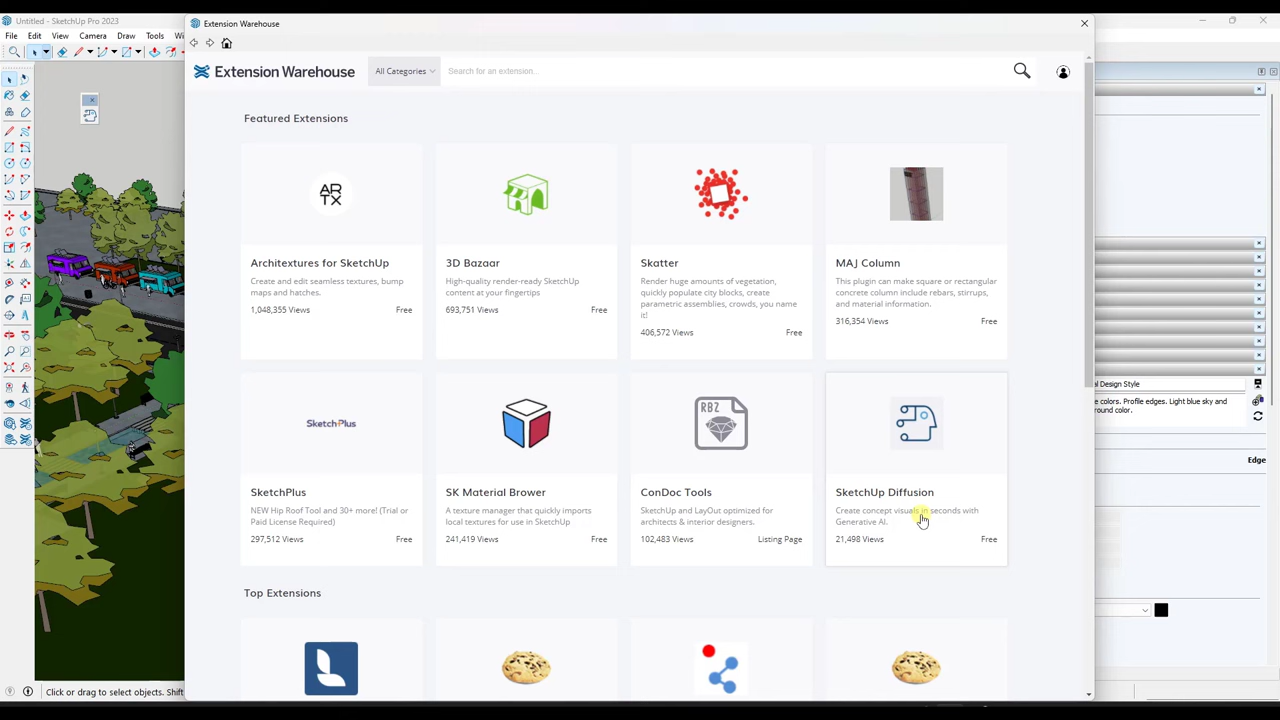 Untitled - SketchUp Pro 2023
Extension Warehouse
File Edit View Camera Draw Tools
Extension Warehouse
All Categories
Search for an extension...
Featured Extensions
AR
TX
Architextures for SketchUp
Create and edit seamless textures, bump
maps and hatches.
1,048,355 Views Free
3D Bazaar
High-quality render-ready SketchUp
content at your fingertips
693,751 Views Free
Skatter
Render huge amounts of vegetation,
quickly populate city blocks, create
parametric assemblies, crowds, you name
it!
406,572 Views Free
MAJ Column
This plugin can make square or rectangular
concrete column include rebars, stirrups,
and material information.
316,354 Views Free
SketchPlus
SketchPlus
NEW Hip Roof Tool and 30+ more! (Trial or
Paid License Required)
297,512 Views Free
SK Material Brower
A texture manager that quickly imports
local textures for use in SketchUp
241,419 Views Free
RBZ
ConDoc Tools
SketchUp and LayOut optimized for
architects & interior designers.
102,483 Views Listing Page
SketchUp Diffusion
Create concept visuals in seconds with
Generative AI.
21,498 Views Free
Top Extensions
al Design Style
e colors. Profile edges. Light blue sky and
round color.
Edge
Click or drag to select objects. Shift